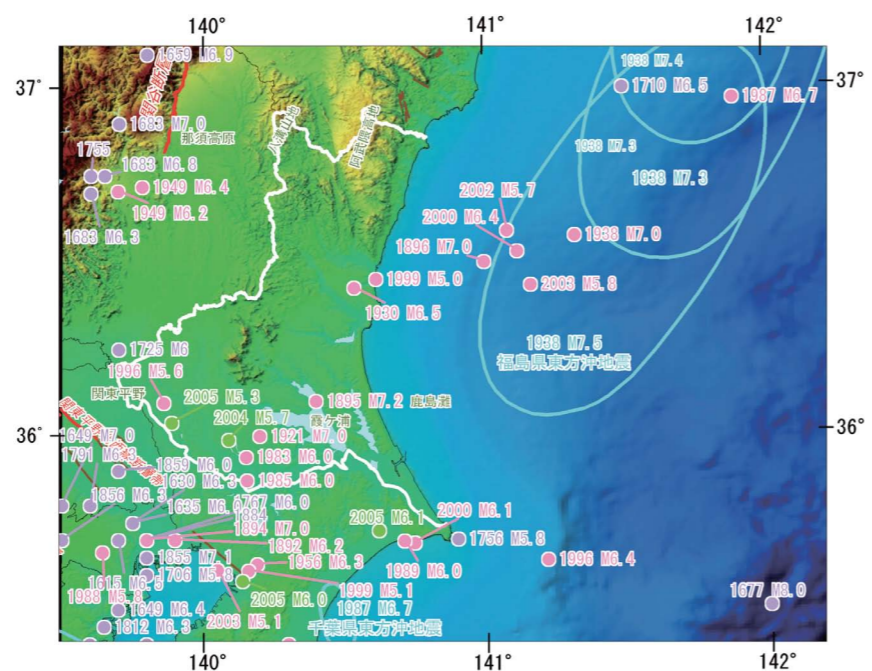 140° 141° 142°
37°
1659 M6.9
1938 M7.4
1710 M6.5
1987 M6.7
関谷断層
1683 M7.0
那須高原
八溝山地
阿武隈高地
1755
1683 M6.8
1938 M7.3
1938 M7.3
1949 M6.4
1949 M6.2
2002 M5.7
2000 M6.4
1683 M6.3
1938 M7.0
1896 M7.0
1999 M5.0
2003 M5.8
1930 M6.5
1725 M6
1938 M7.5
福島県東方沖地震
1996 M5.6
関東平野
2005 M5.3
1895 M7.2
鹿島灘
2004 M5.7
霞ケ浦
36°
1649 M7.0
1921 M7.0
1791 M6.3
1859 M6.0
1983 M6.0
1630 M6.3
1985 M6.0
1856 M6.3
1767 M6.0
1635 M6.0
1884
2005 M6.1
2000 M6.1
1894 M7.0
1756 M5.8
1892 M6.2
1855 M7.1
1956 M6.3
1989 M6.0
1996 M6.4
1706 M5.8
1615 M6.5
1999 M5.1
1988 M5.8
2005 M6.0
1987 M6.7
1677 M8.0
1649 M6.4
2003 M5.1
千葉県東方沖地震
1812 M6.3
140° 141° 142°